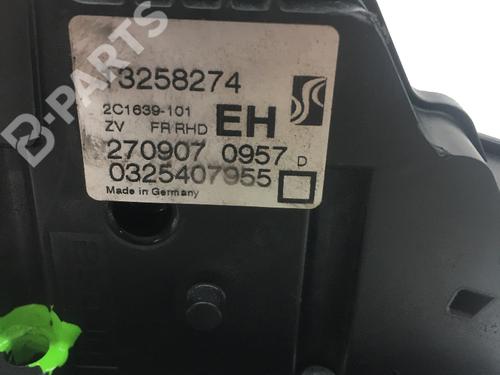 B-PARTS
13258274
2C1639-101
ZV FR RHD EH
270907 0957 D
0325407955
Made in Germany